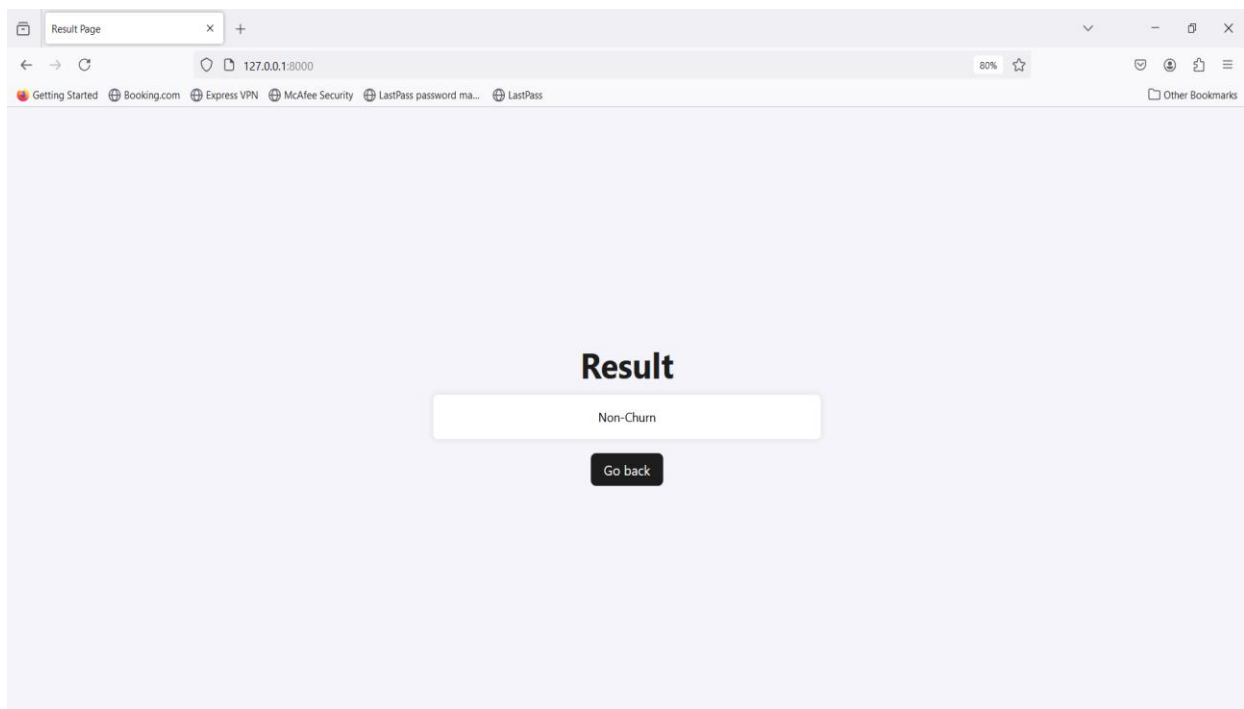 Result Page
127.0.0.1:8000
80%
Getting Started Booking.com Express VPN McAfee Security LastPass password ma... LastPass Other Bookmarks
Result
Non-Churn
Go back